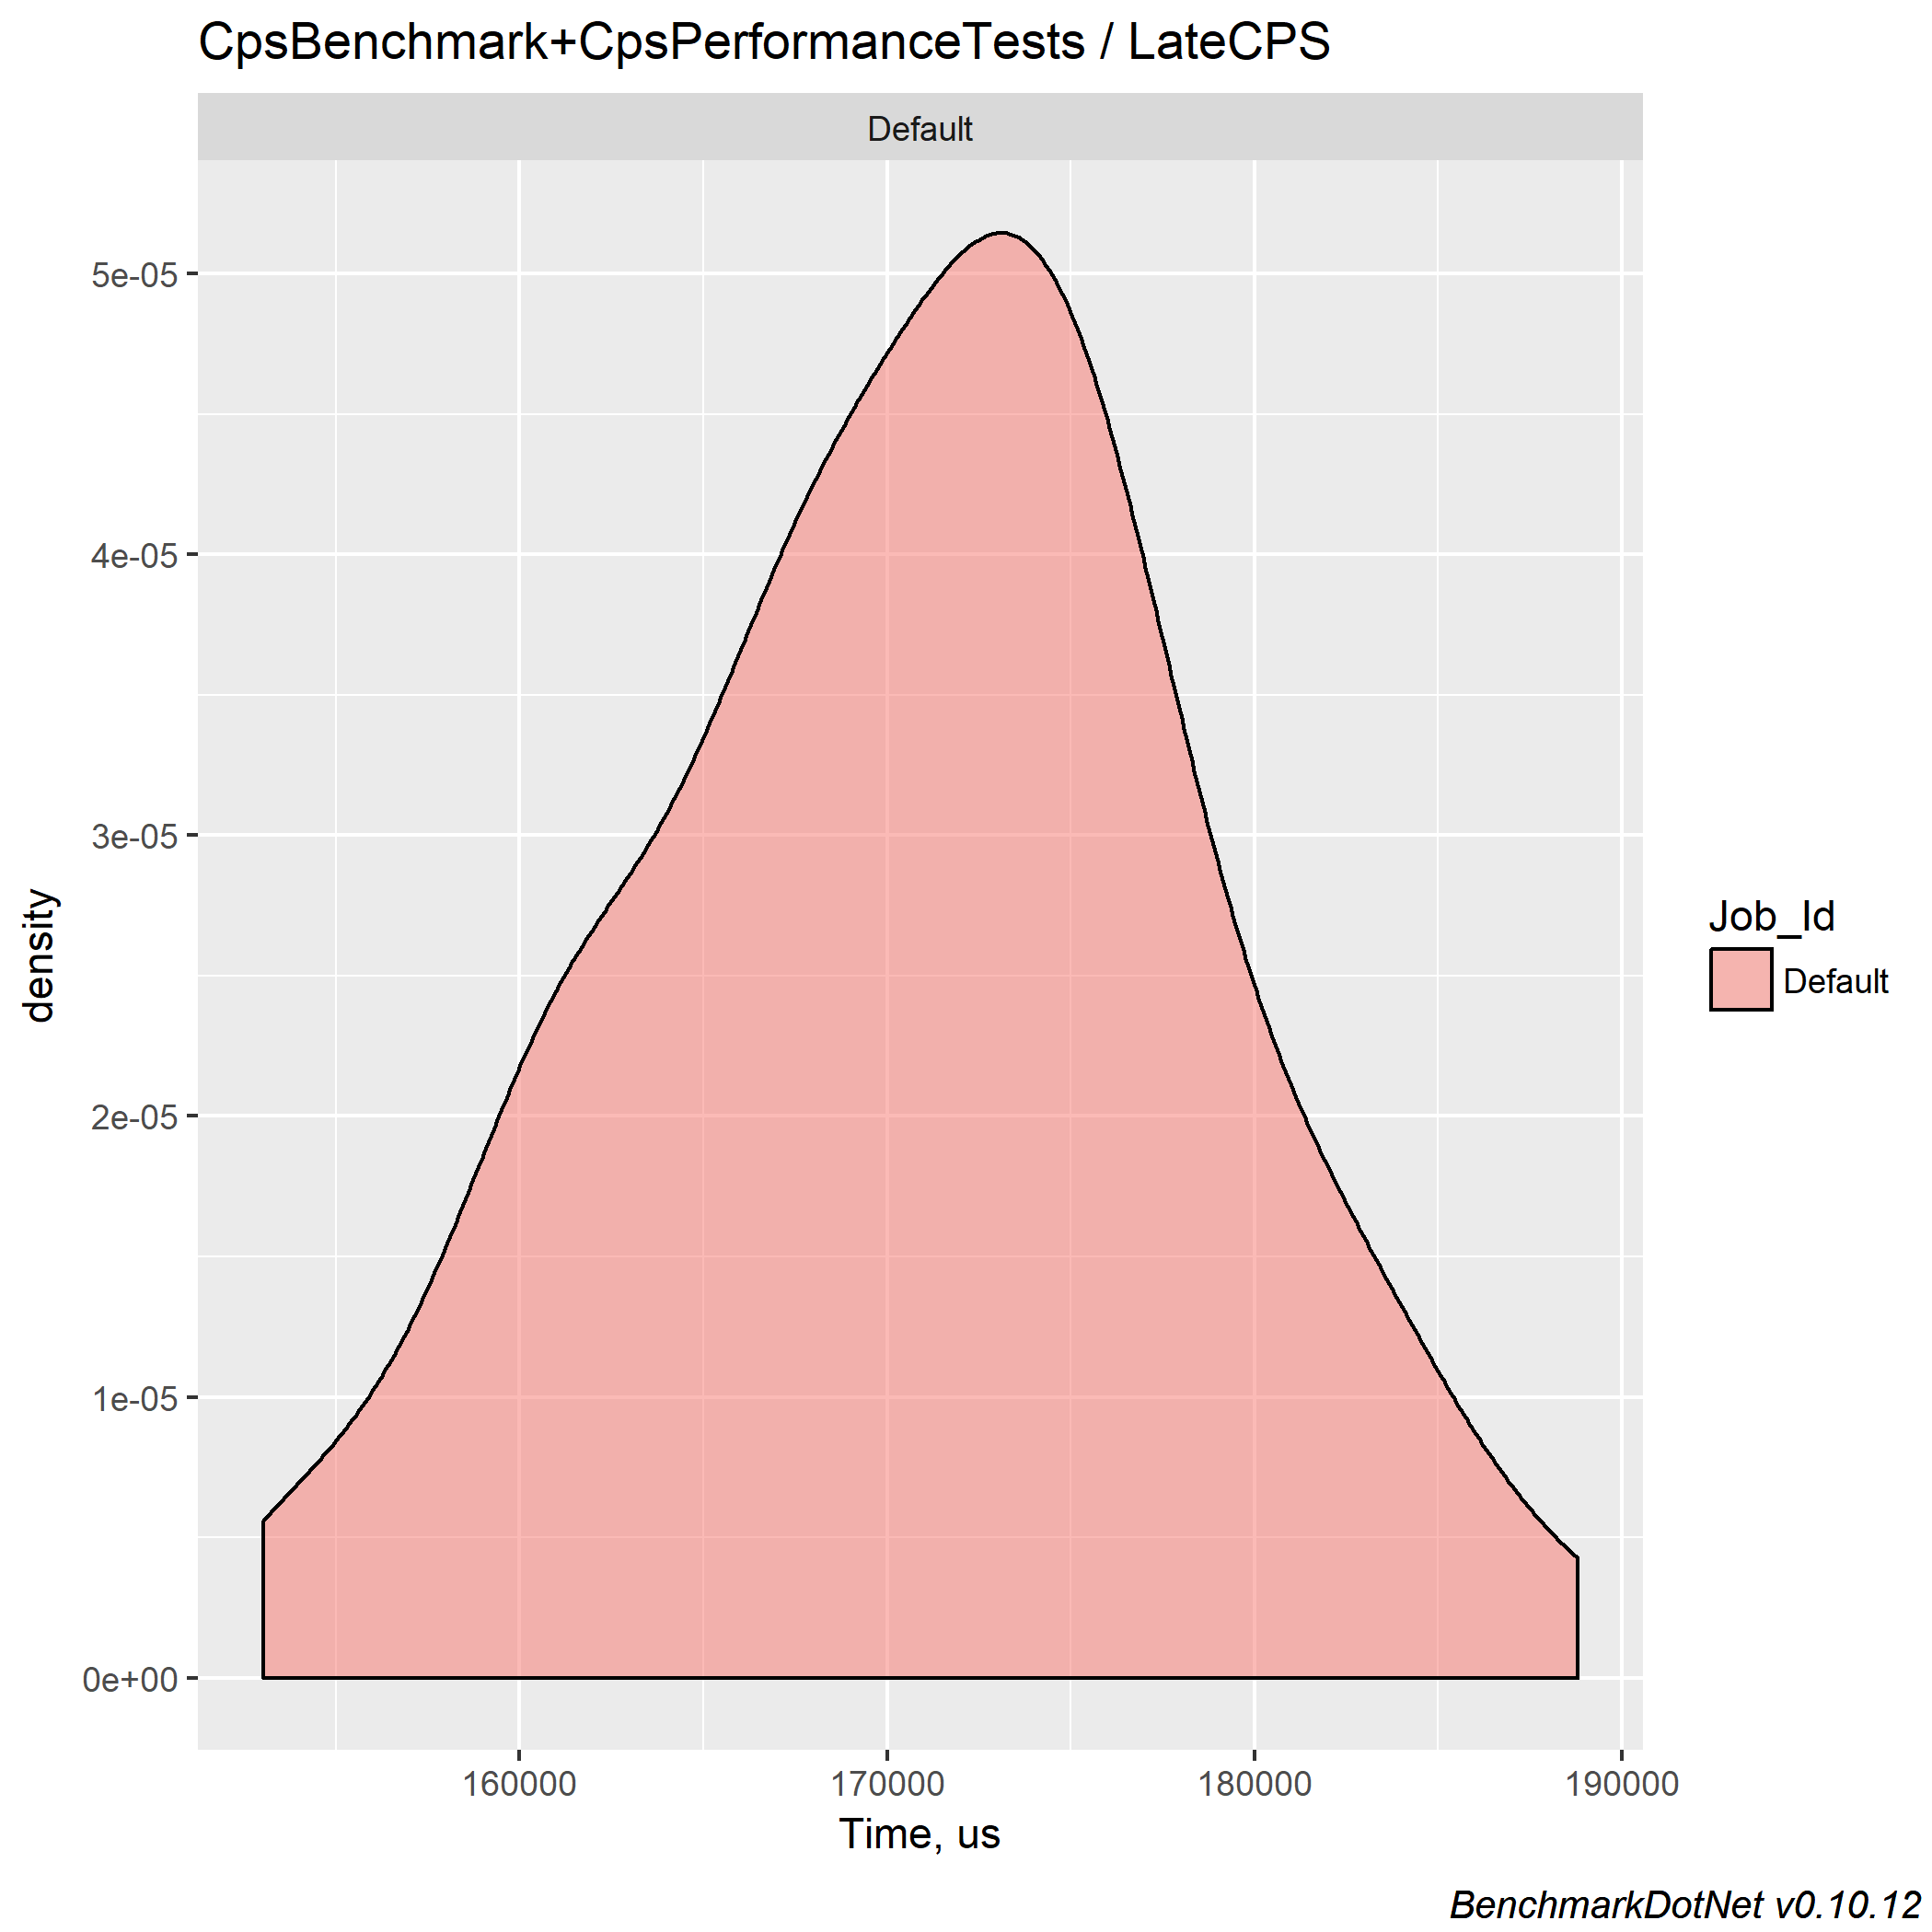 CpsBenchmark+CpsPerformanceTests / LateCPS
Default
5e-05
4e-05
3e-05
2e-05
1e-05
0e+00
density
160000 170000 180000 190000
Time, us
Job_Id
Default
BenchmarkDotNet v0.10.12